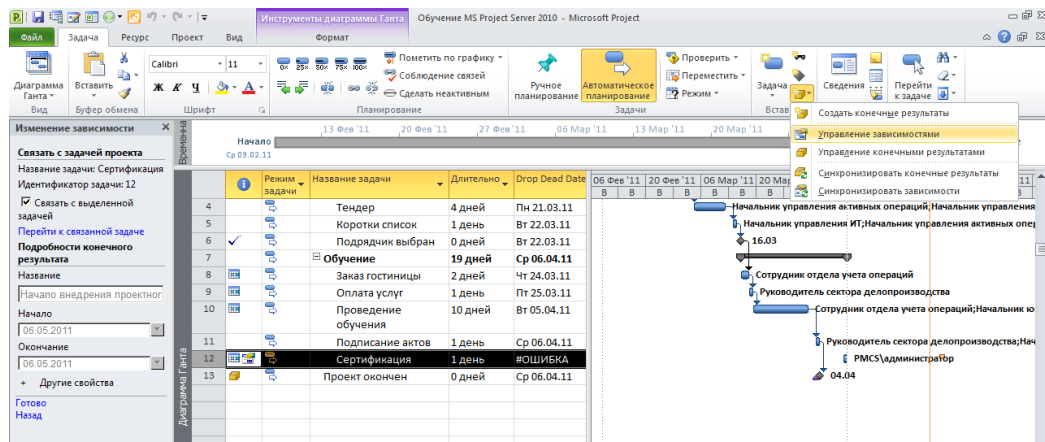 Инструменты диаграммы Ганта Обучение MS Project Server 2010 - Microsoft Project
Файл Задача Ресурс Проект Вид Формат
Calibri 11
Пометить по графику
Проверить
0% 25% 50% 75% 100%
Соблюдение связей
Переместить
Диаграмма Ганта
Вставить
Ж К Ч
Сделать неактивным
Ручное планирование
Автоматическое планирование
Режим
Задача
Сведения
Перейти к задаче
Вид Буфер обмена Шрифт Планирование Задачи Встав
Создать конечные результаты
Управление зависимостями
Управление конечными результатами
Синхронизировать конечные результаты
Синхронизировать зависимости
Изменение зависимости
Связать с задачей проекта
Название задачи: Сертификация
Идентификатор задачи: 12
Связать с выделенной
задачей
Перейти к связанной задаче
Подробности конечного
результата
Название
Начало внедрения проектног
Начало
06.05.2011
Окончание
06.05.2011
+ Другие свойства
Готово
Назад
Времення
13 Фев '11 20 Фев '11 27 Фев '11 06 Мар '11 13 Мар '11 20 Мар '11
Начало
Ср 09.02.11
Диаграмма Ганта
Режим задачи Название задачи Длительно Drop Dead Date
06 Фев '11 20 Фев '11 06 Мар '11 20 Мар
В В В В В В В
4 Тендер 4 дней Пн 21.03.11
5 Коротки список 1 день Вт 22.03.11
6 Подрядчик выбран 0 дней Вт 22.03.11
7 Обучение 19 дней Ср 06.04.11
8 Заказ гостиницы 2 дней Чт 24.03.11
9 Оплата услуг 1 день Пт 25.03.11
10 Проведение обучения 10 дней Вт 05.04.11
11 Подписание актов 1 день Ср 06.04.11
12 Сертификация 1 день #ОШИБКА
13 Проект окончен 0 дней Ср 06.04.11
Начальник управления активных операций;Начальник управления
Начальник управления ИТ;Начальник управления активных опер
16.03
Сотрудник отдела учета операций
Руководитель сектора делопроизводства
Сотрудник отдела учета операций;Начальник ю
Руководитель сектора делопроизводства;Нач
PMCS\администратор
04.04